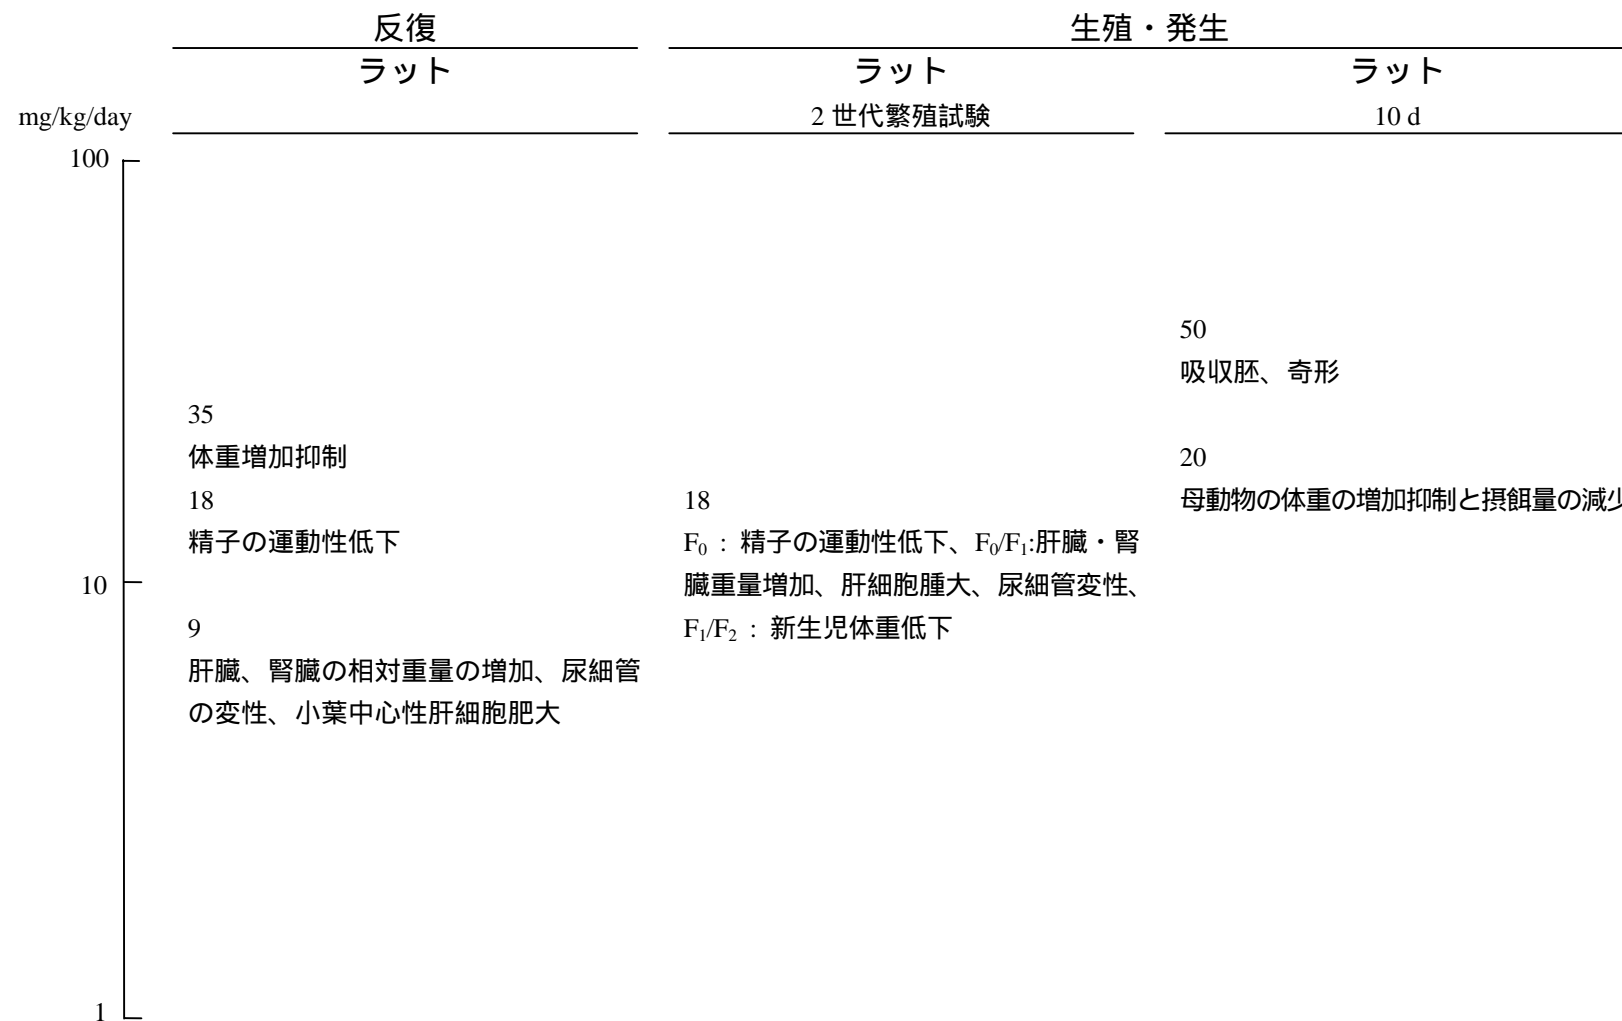 反復
生殖・発生
ラット
ラット
ラット
mg/kg/day
2 世代繁殖試験
10 d
100
10
1
35
体重増加抑制
18
精子の運動性低下
9
肝臓、腎臓の相対重量の増加、尿細管
の変性、小葉中心性肝細胞肥大
18
F₀ : 精子の運動性低下、F₀/F₁:肝臓・腎
臓重量増加、肝細胞腫大、尿細管変性、
F₁/F₂ : 新生児体重低下
50
吸収胚、奇形
20
母動物の体重の増加抑制と摂餌量の減少